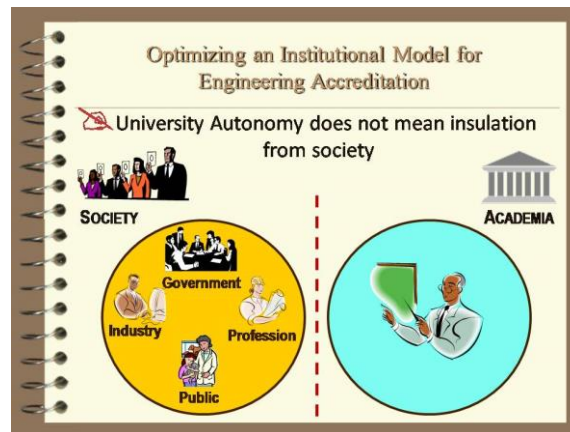 Optimizing an Institutional Model for
Engineering Accreditation
University Autonomy does not mean insulation
from society
SOCIETY
ACADEMIA
Government
Industry
Profession
Public